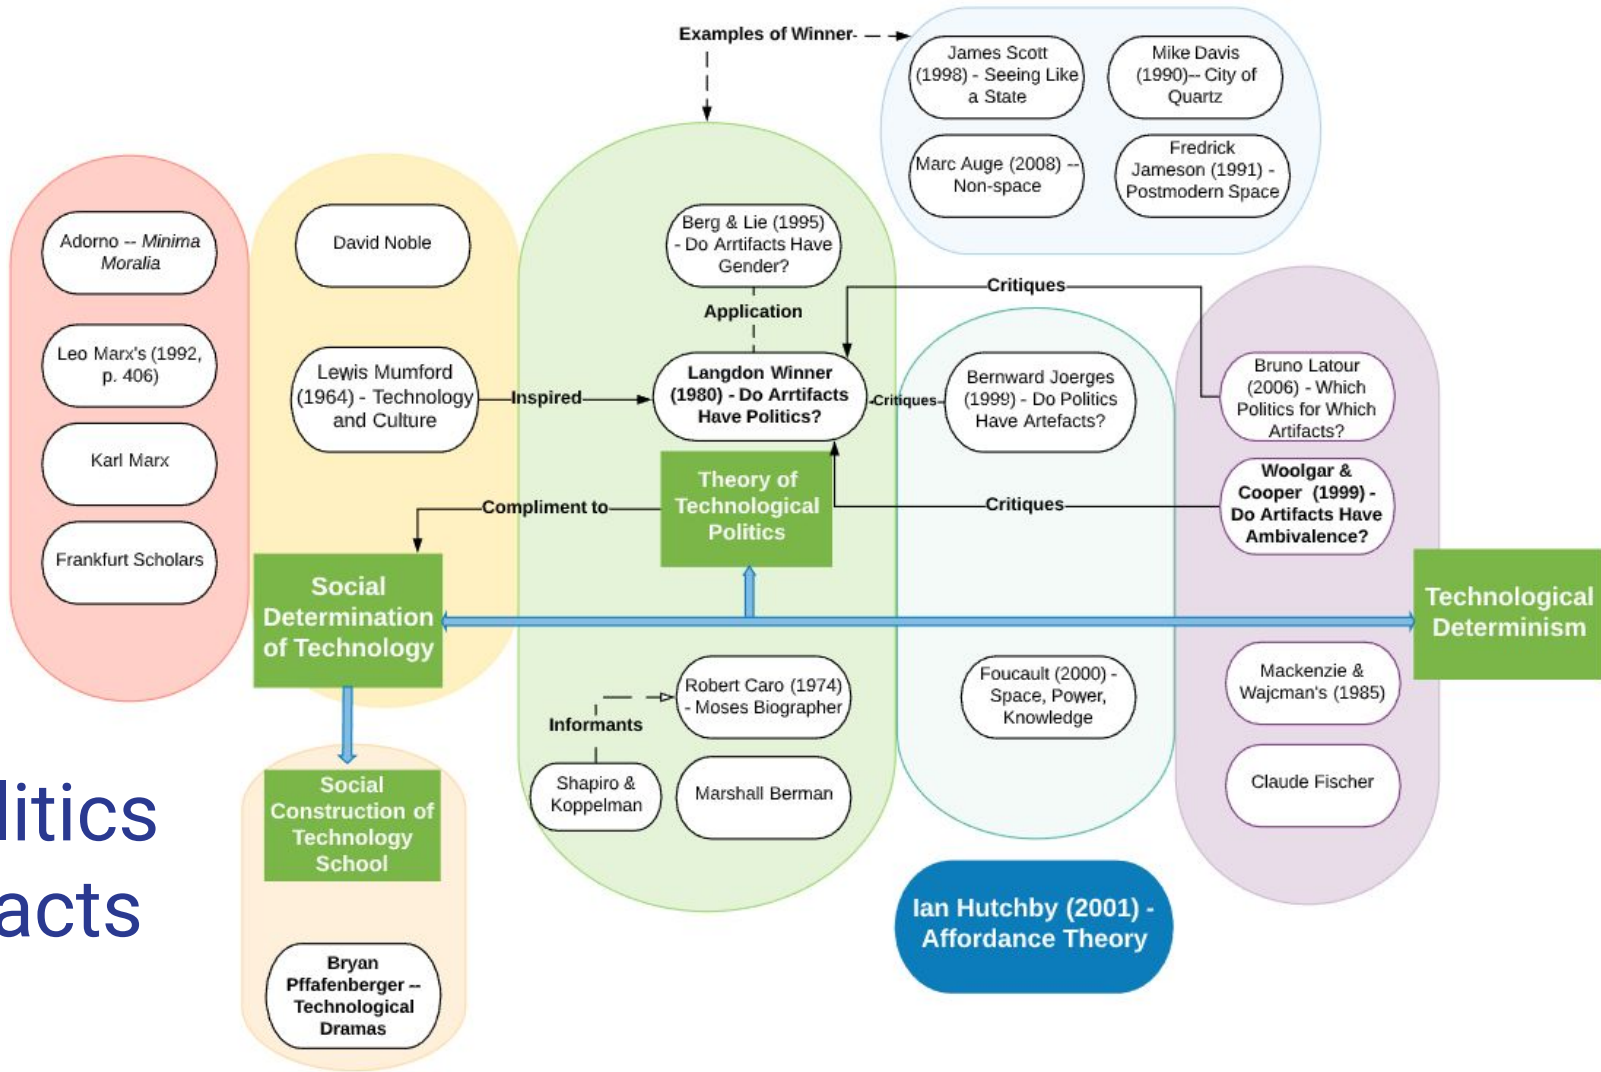 Examples of Winner
James Scott
(1998) - Seeing Like
a State
Mike Davis
(1990)-- City of
Quartz
Marc Auge (2008) --
Non-space
Fredrick
Jameson (1991) -
Postmodern Space
Adorno -- Minima
Moralia
Leo Marx's (1992,
p. 406)
Karl Marx
Frankfurt Scholars
David Noble
Lewis Mumford
(1964) - Technology
and Culture
Inspired
Compliment to
Social
Determination
of Technology
Berg & Lie (1995)
- Do Arrtifacts Have
Gender?
Application
Langdon Winner
(1980) - Do Arrtifacts
Have Politics?
Theory of
Technological
Politics
Critiques
Critiques
Bernward Joerges
(1999) - Do Politics
Have Artefacts?
Critiques
Bruno Latour
(2006) - Which
Politics for Which
Artifacts?
Woolgar &
Cooper (1999) -
Do Artifacts Have
Ambivalence?
Technological
Determinism
Robert Caro (1974)
- Moses Biographer
Informants
Shapiro &
Koppelman
Marshall Berman
Foucault (2000) -
Space, Power,
Knowledge
Mackenzie &
Wajcman's (1985)
Claude Fischer
Social
Construction of
Technology
School
Bryan
Pffafenberger --
Technological
Dramas
Ian Hutchby (2001) -
Affordance Theory
litics
acts